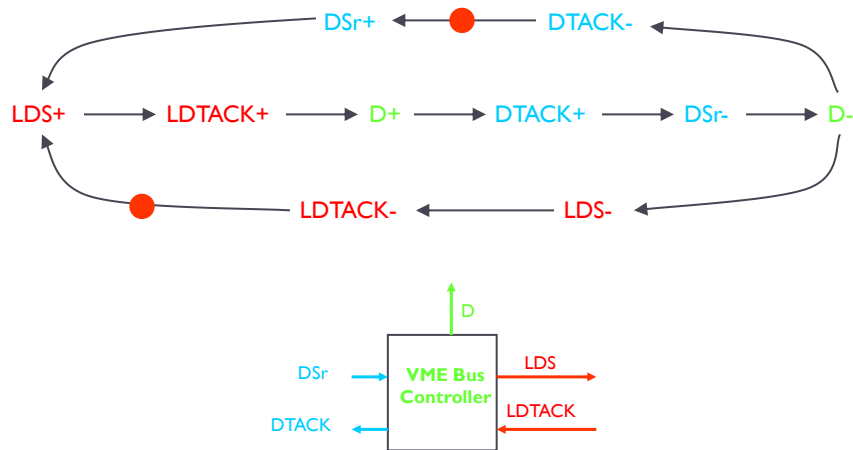 DSr+ DTACK-
LDS+ LDTACK+ D+ DTACK+ DSr- D-
LDTACK- LDS-
D
DSr VME Bus LDS
Controller
DTACK LDTACK